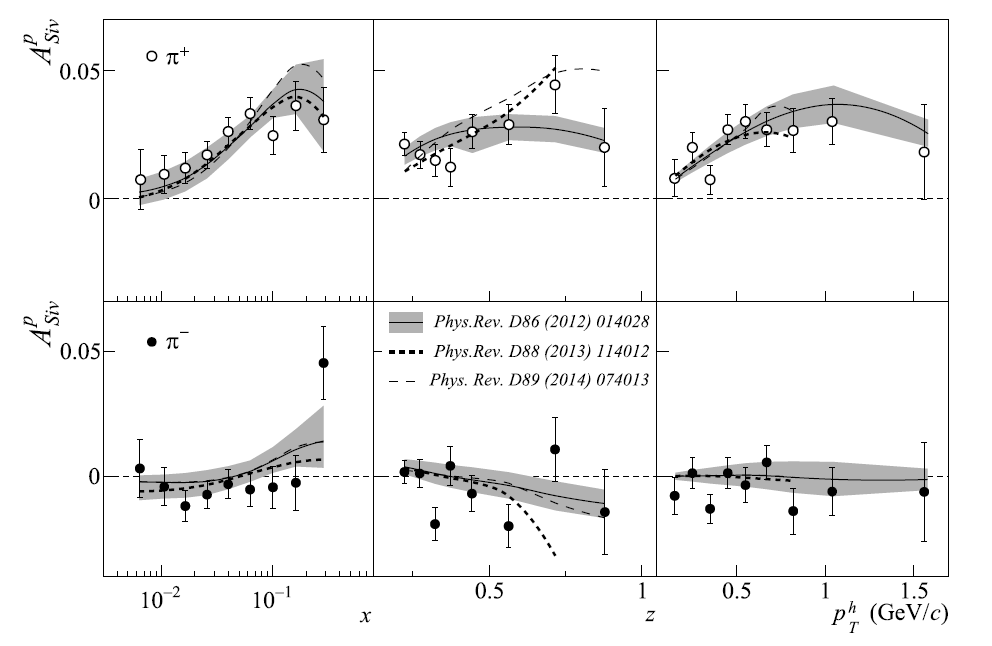 A^p_Siv
π⁺
0.05
0
A^p_Siv
π⁻
Phys.Rev. D86 (2012) 014028
0.05
Phys.Rev. D88 (2013) 114012
Phys. Rev. D89 (2014) 074013
0
10⁻² 10⁻¹ 0.5 1 0.5 1 1.5
x z p^h_T (GeV/c)